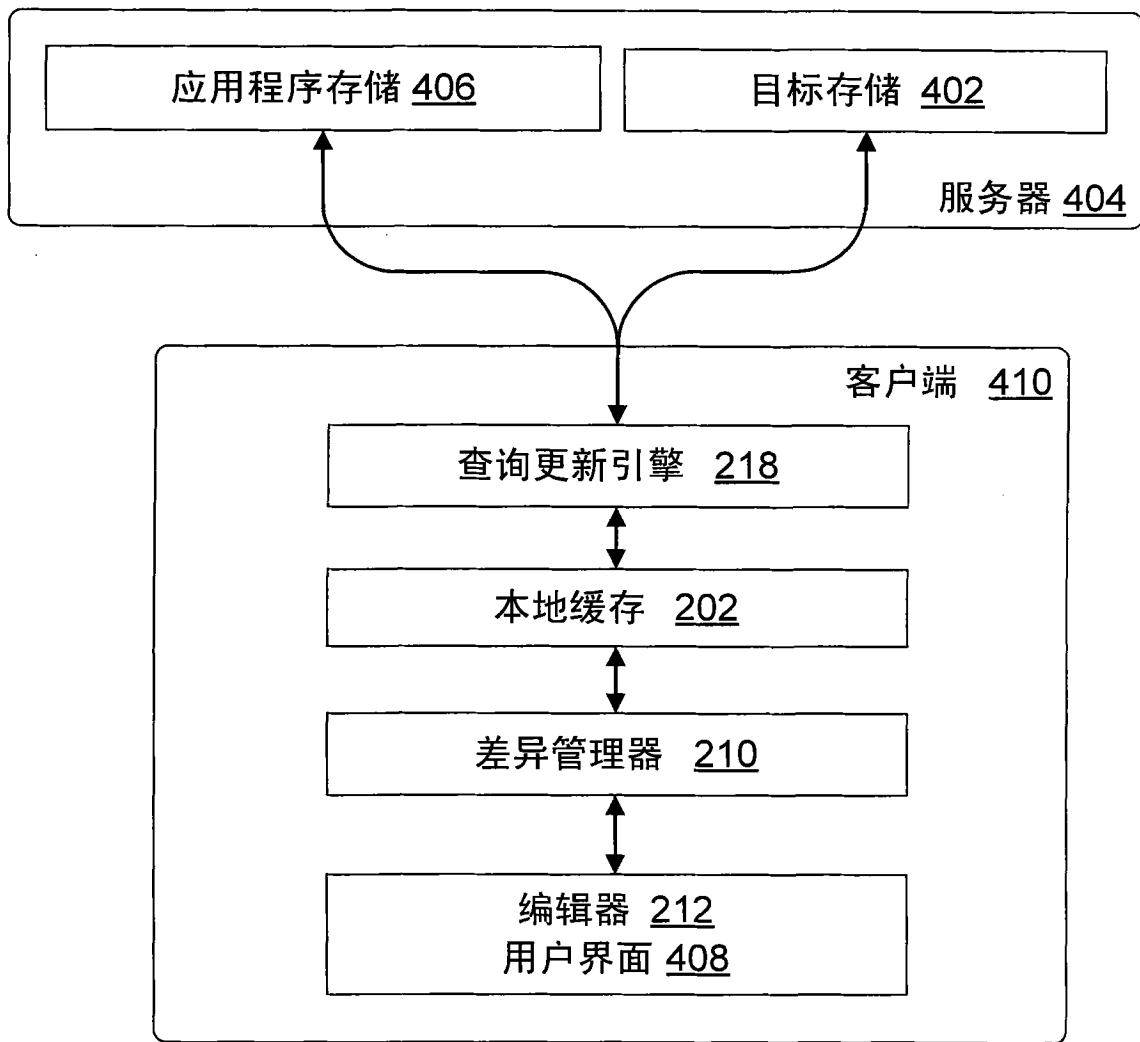 应用程序存储 406
目标存储 402
服务器 404
客户端 410
查询更新引擎 218
本地缓存 202
差异管理器 210
编辑器 212
用户界面 408